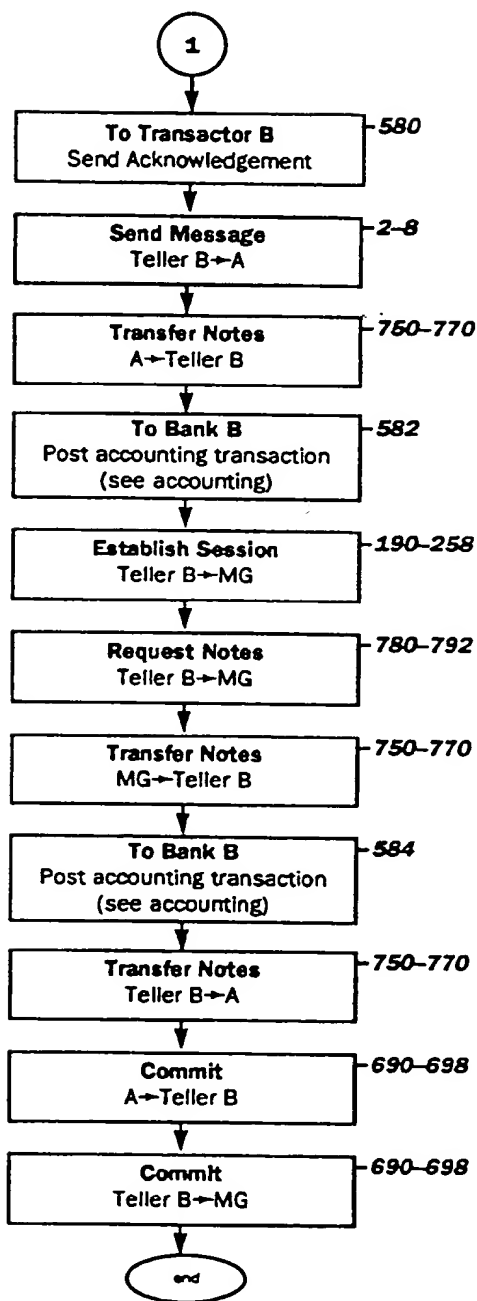 1
To Transactor B
Send Acknowledgement
580
Send Message
Teller B→A
2–8
Transfer Notes
A→Teller B
750–770
To Bank B
Post accounting transaction
(see accounting)
582
Establish Session
Teller B→MG
190–258
Request Notes
Teller B→MG
780–792
Transfer Notes
MG→Teller B
750–770
To Bank B
Post accounting transaction
(see accounting)
584
Transfer Notes
Teller B→A
750–770
Commit
A→Teller B
690–698
Commit
Teller B→MG
690–698
end